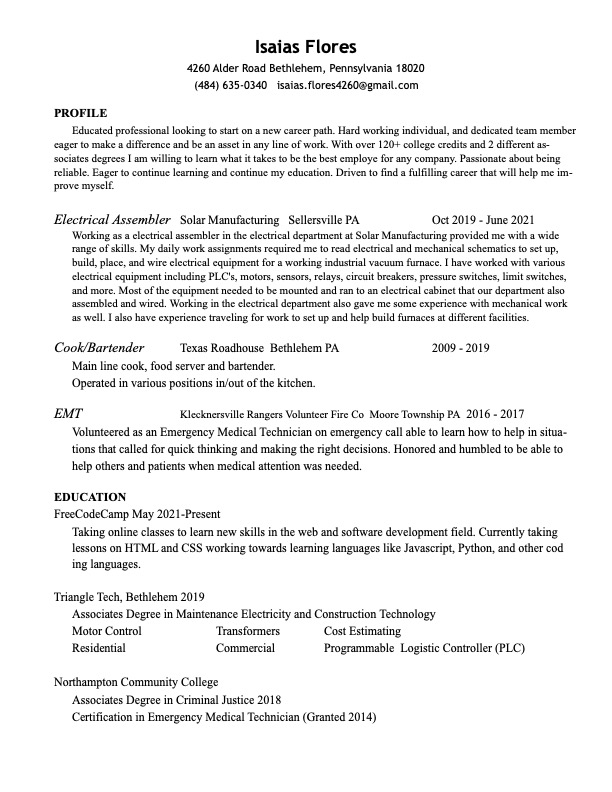 Isaias Flores
4260 Alder Road Bethlehem, Pennsylvania 18020
(484) 635-0340   isaias.flores4260@gmail.com
PROFILE
Educated professional looking to start on a new career path. Hard working individual, and dedicated team member
eager to make a difference and be an asset in any line of work. With over 120+ college credits and 2 different as-
sociates degrees I am willing to learn what it takes to be the best employe for any company. Passionate about being
reliable. Eager to continue learning and continue my education. Driven to find a fulfilling career that will help me im-
prove myself.
Electrical Assembler   Solar Manufacturing   Sellersville PA   Oct 2019 - June 2021
Working as a electrical assembler in the electrical department at Solar Manufacturing provided me with a wide
range of skills. My daily work assignments required me to read electrical and mechanical schematics to set up,
build, place, and wire electrical equipment for a working industrial vacuum furnace. I have worked with various
electrical equipment including PLC's, motors, sensors, relays, circuit breakers, pressure switches, limit switches,
and more. Most of the equipment needed to be mounted and ran to an electrical cabinet that our department also
assembled and wired. Working in the electrical department also gave me some experience with mechanical work
as well. I also have experience traveling for work to set up and help build furnaces at different facilities.
Cook/Bartender   Texas Roadhouse  Bethlehem PA   2009 - 2019
Main line cook, food server and bartender.
Operated in various positions in/out of the kitchen.
EMT   Klecknersville Rangers Volunteer Fire Co  Moore Township PA  2016 - 2017
Volunteered as an Emergency Medical Technician on emergency call able to learn how to help in situa-
tions that called for quick thinking and making the right decisions. Honored and humbled to be able to
help others and patients when medical attention was needed.
EDUCATION
FreeCodeCamp May 2021-Present
Taking online classes to learn new skills in the web and software development field. Currently taking
lessons on HTML and CSS working towards learning languages like Javascript, Python, and other cod
ing languages.
Triangle Tech, Bethlehem 2019
Associates Degree in Maintenance Electricity and Construction Technology
Motor Control   Transformers   Cost Estimating
Residential   Commercial   Programmable  Logistic Controller (PLC)
Northampton Community College
Associates Degree in Criminal Justice 2018
Certification in Emergency Medical Technician (Granted 2014)